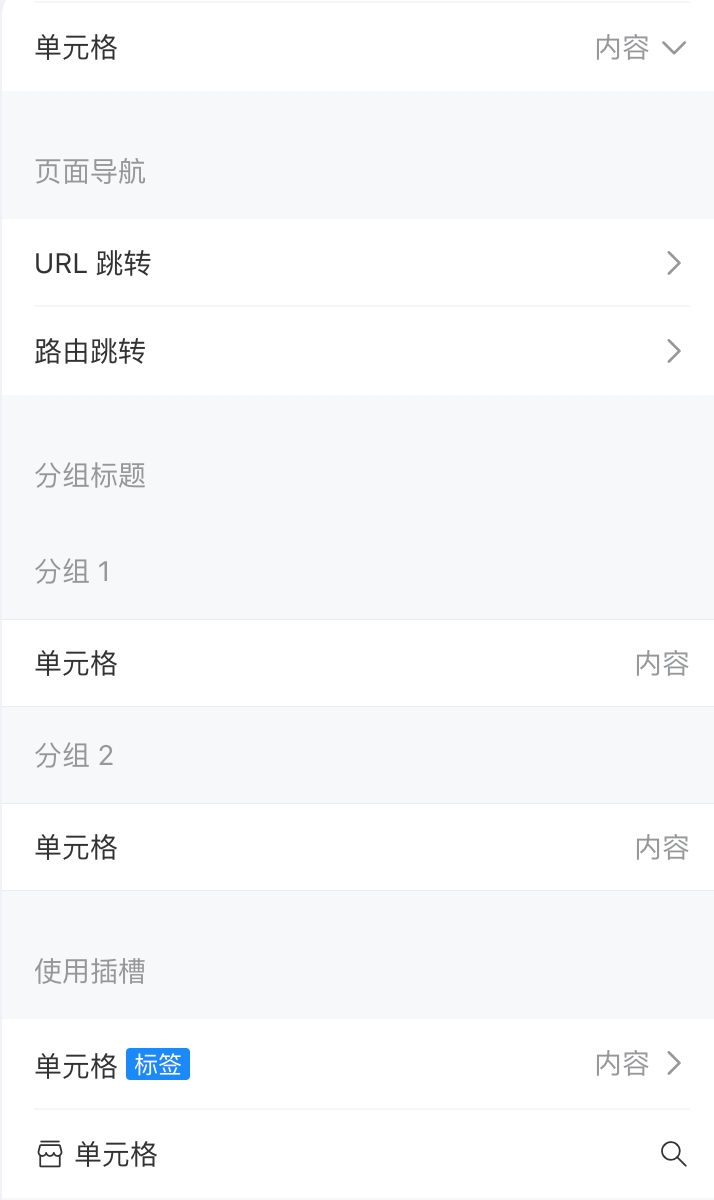 单元格 内容
页面导航
URL 跳转
路由跳转
分组标题
分组 1
单元格 内容
分组 2
单元格 内容
使用插槽
单元格 标签 内容
单元格